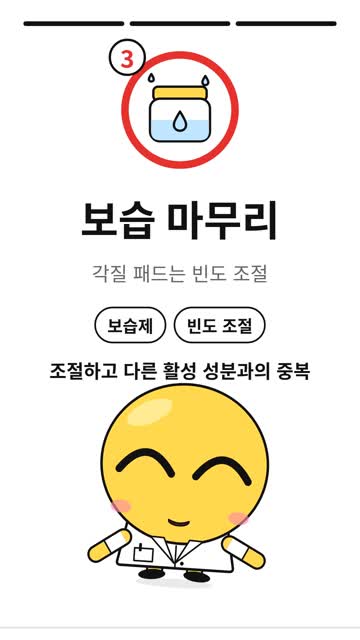 3
보습 마무리
각질 패드는 빈도 조절
보습제
빈도 조절
조절하고 다른 활성 성분과의 중복